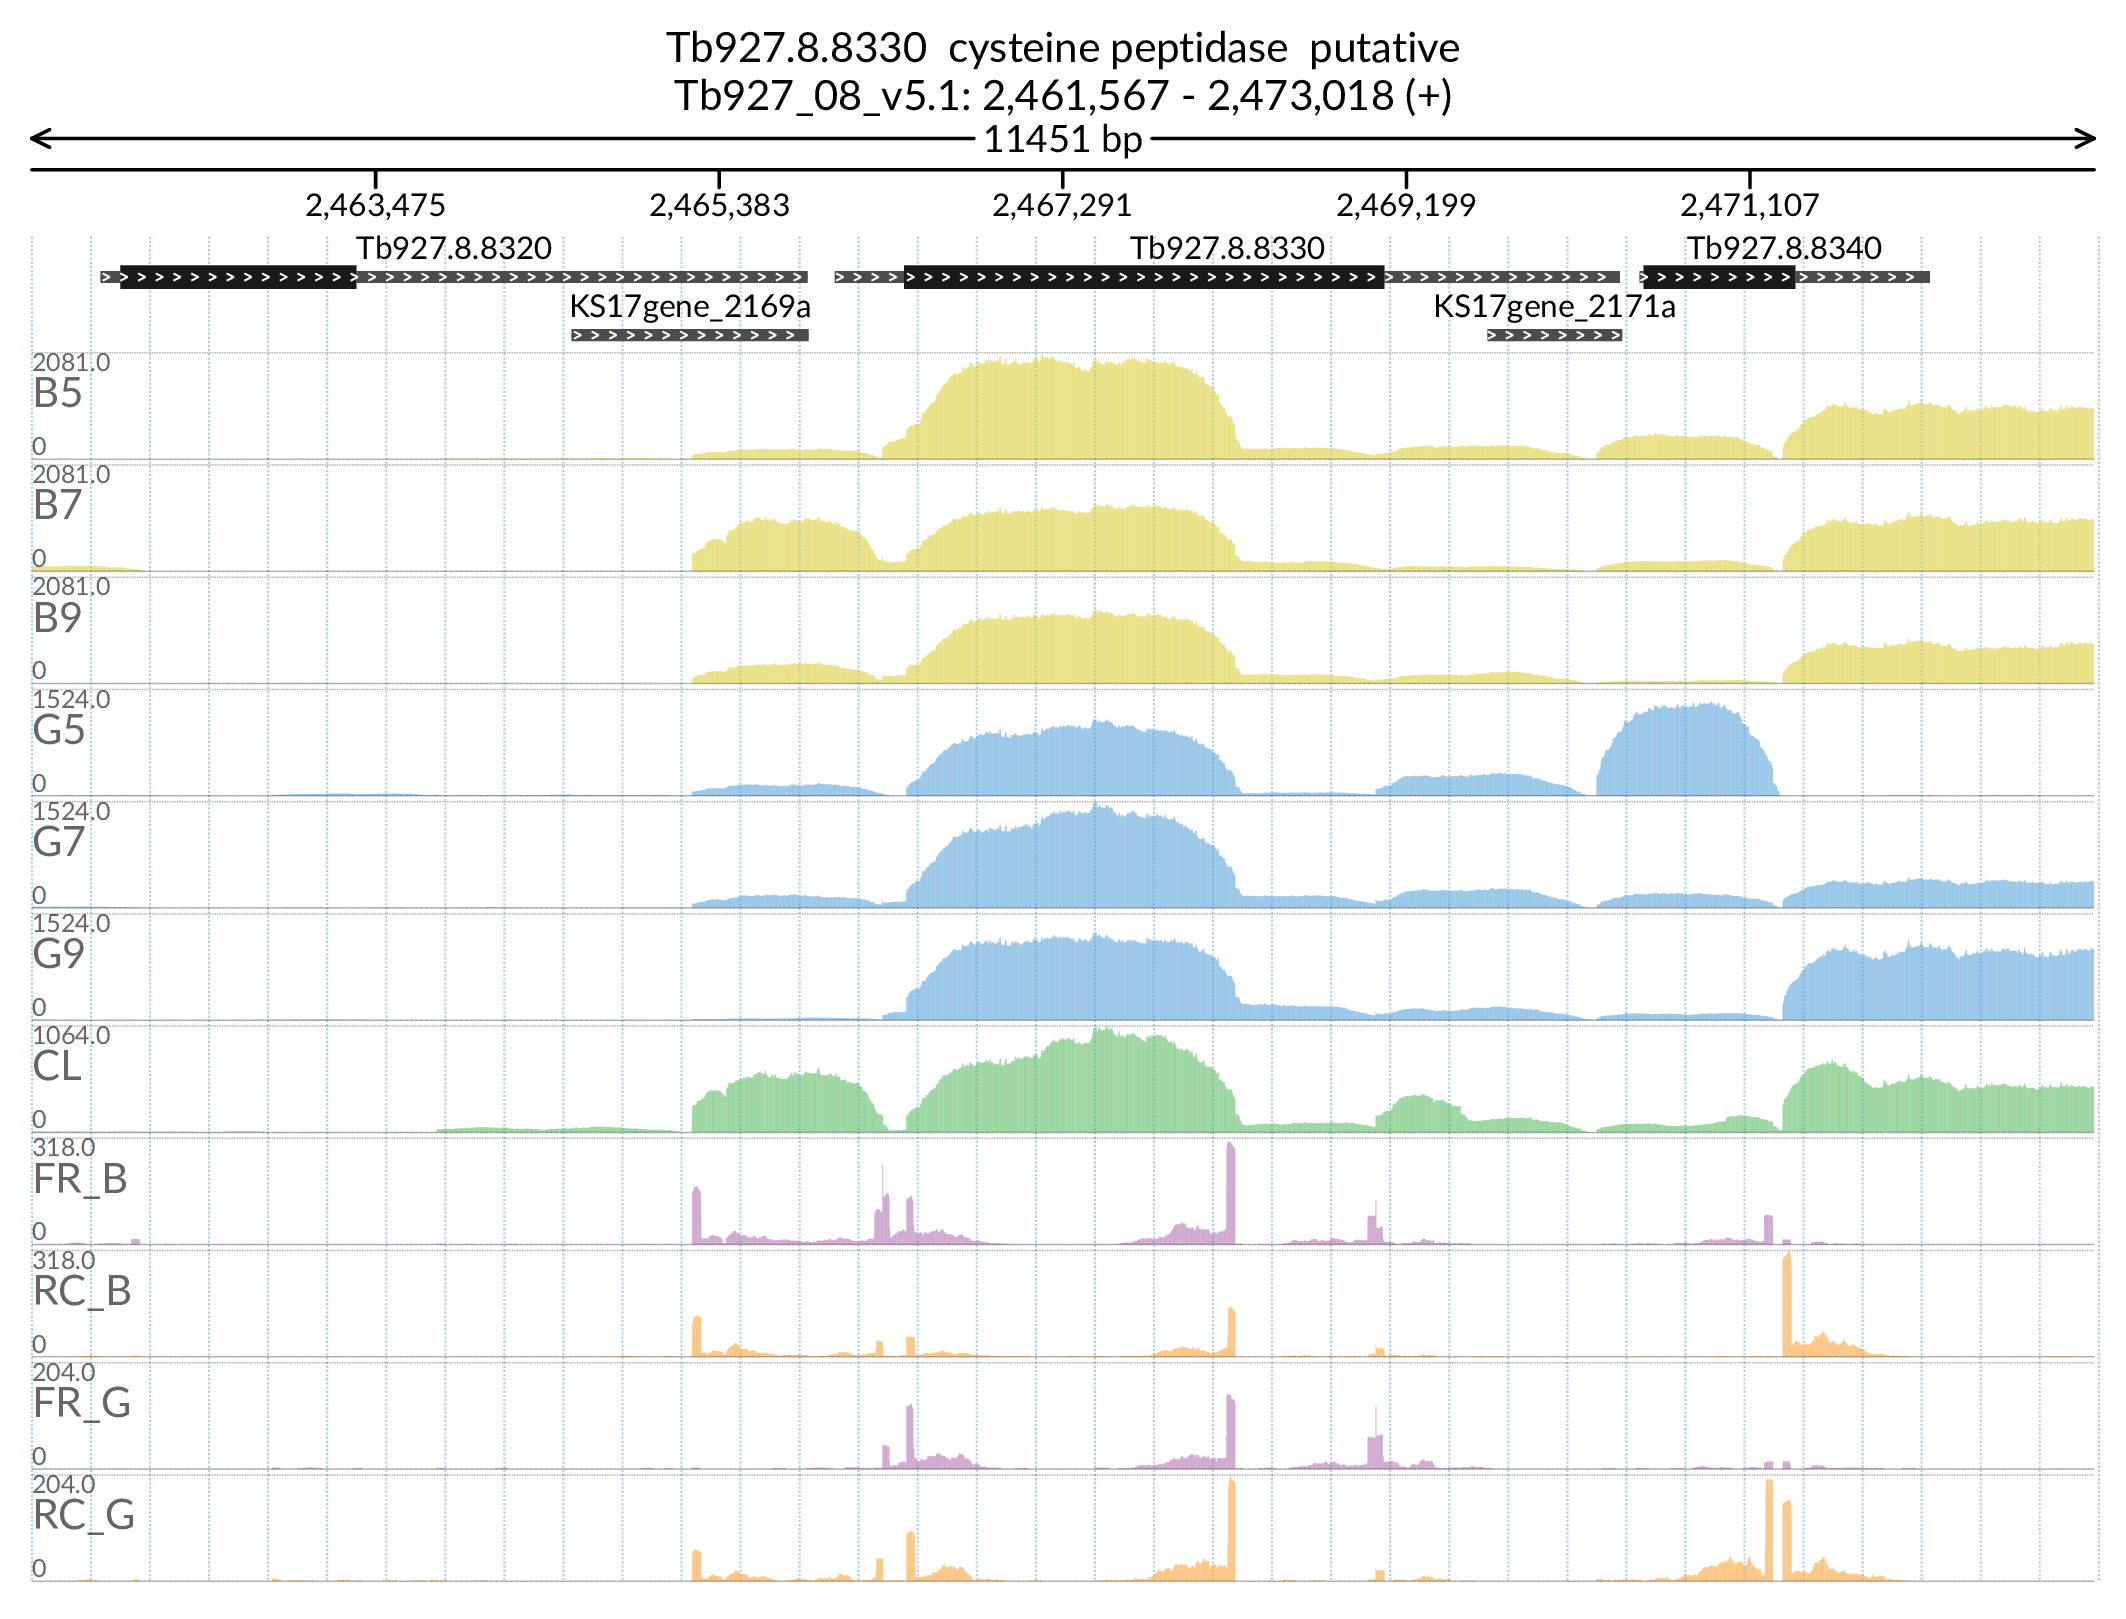 Tb927.8.8330 cysteine peptidase putative
Tb927_08_v5.1: 2,461,567 - 2,473,018 (+)
11451 bp
2,463,475 2,465,383 2,467,291 2,469,199 2,471,107
Tb927.8.8320 Tb927.8.8330 Tb927.8.8340
KS17gene_2169a KS17gene_2171a
2081.0
B5
0
2081.0
B7
0
2081.0
B9
0
1524.0
G5
0
1524.0
G7
0
1524.0
G9
0
1064.0
CL
0
318.0
FR_B
0
318.0
RC_B
0
204.0
FR_G
0
204.0
RC_G
0